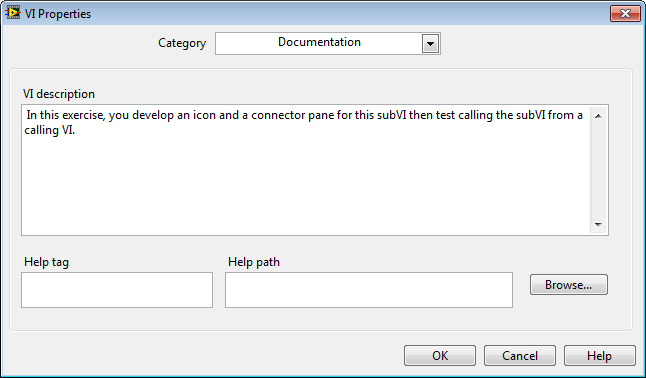 VI Properties
Category Documentation
VI description
In this exercise, you develop an icon and a connector pane for this subVI then test calling the subVI from a
calling VI.
Help tag Help path
Browse...
OK Cancel Help